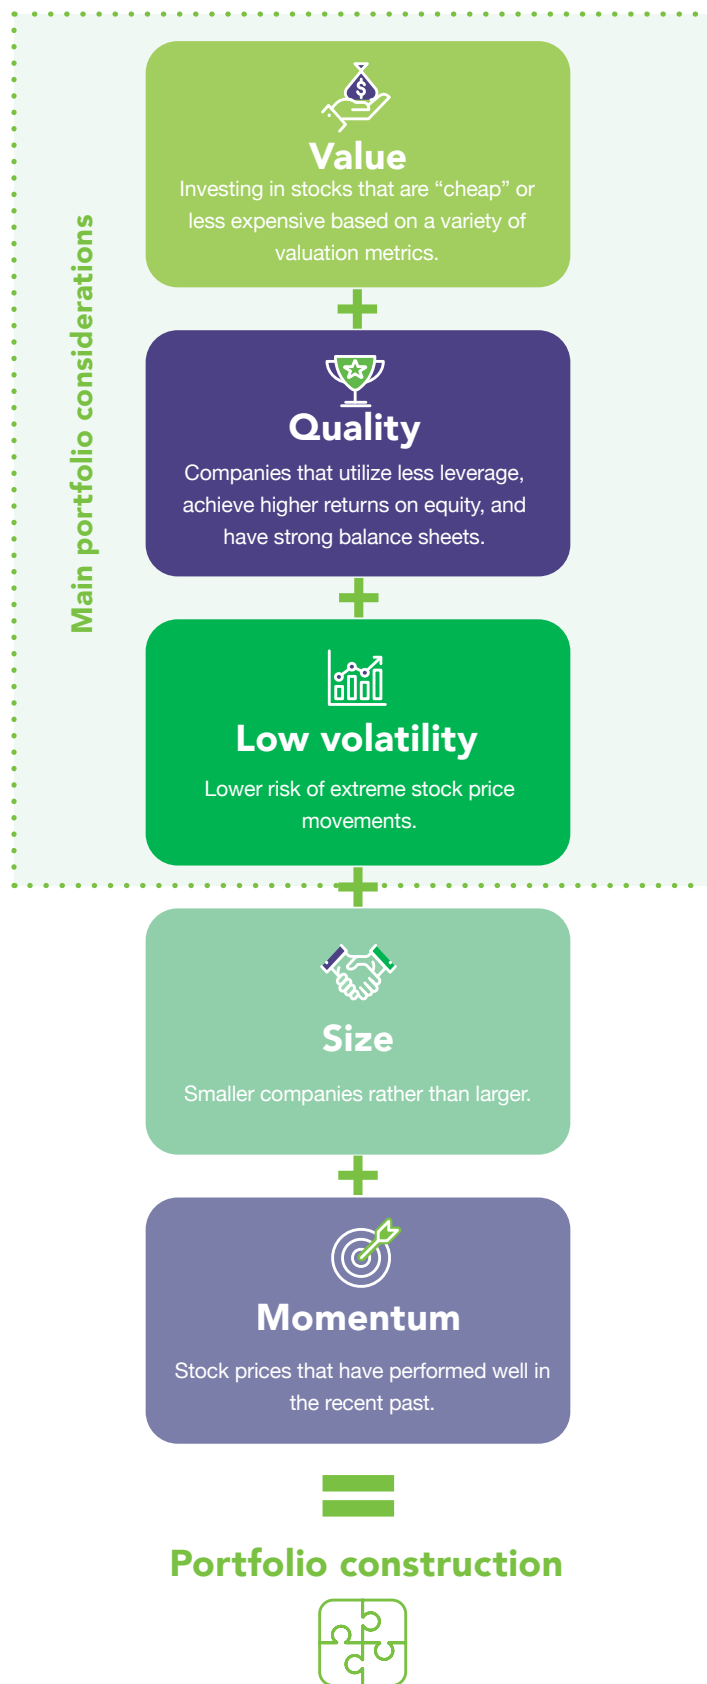 Main portfolio considerations
Value
Investing in stocks that are “cheap” or
less expensive based on a variety of
valuation metrics.
+
Quality
Companies that utilize less leverage,
achieve higher returns on equity, and
have strong balance sheets.
+
Low volatility
Lower risk of extreme stock price
movements.
+
Size
Smaller companies rather than larger.
+
Momentum
Stock prices that have performed well in
the recent past.
=
Portfolio construction